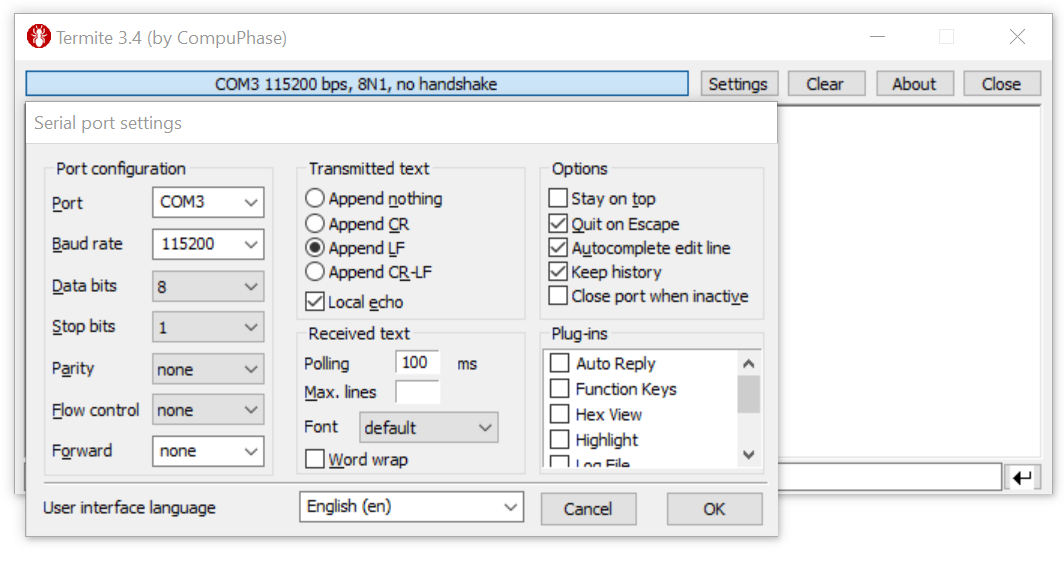 Termite 3.4 (by CompuPhase)
COM3 115200 bps, 8N1, no handshake
Settings
Clear
About
Close
Serial port settings
Port configuration
Port
COM3
Baud rate
115200
Data bits
8
Stop bits
1
Parity
none
Flow control
none
Forward
none
Transmitted text
Append nothing
Append CR
Append LF
Append CR-LF
Local echo
Received text
Polling
100
ms
Max. lines
Font
default
Word wrap
Options
Stay on top
Quit on Escape
Autocomplete edit line
Keep history
Close port when inactive
Plug-ins
Auto Reply
Function Keys
Hex View
Highlight
Log File
User interface language
English (en)
Cancel
OK